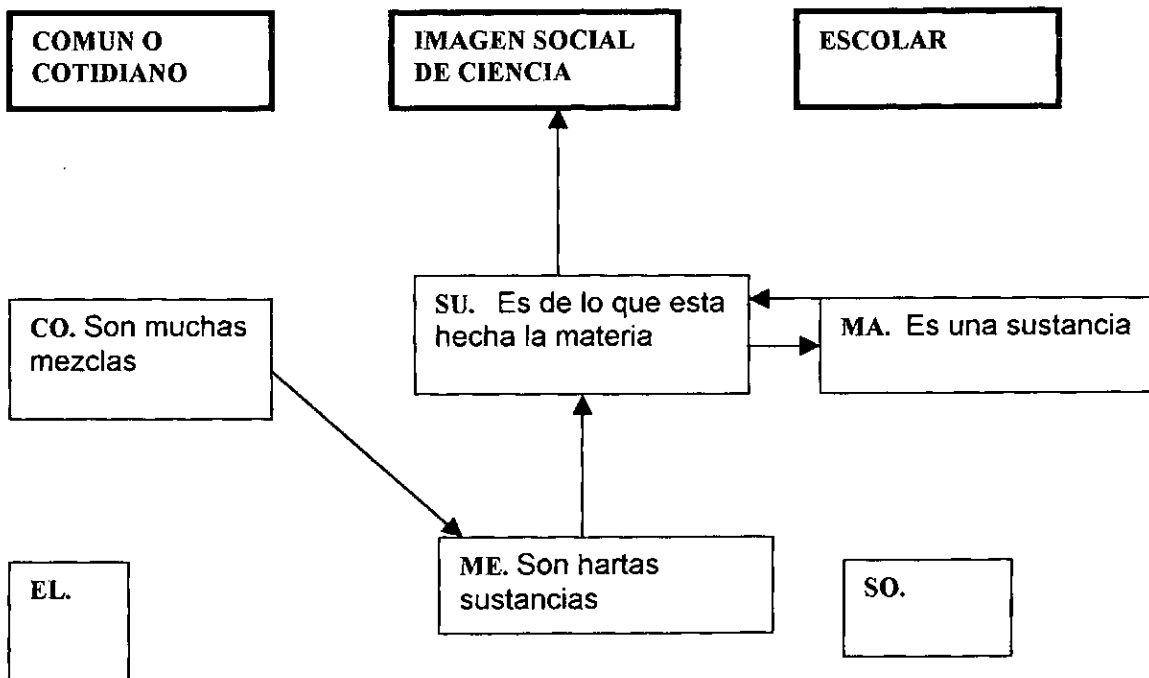 COMUN O
COTIDIANO
IMAGEN SOCIAL
DE CIENCIA
ESCOLAR
CO. Son muchas
mezclas
SU. Es de lo que esta
hecha la materia
MA. Es una sustancia
EL.
ME. Son hartas
sustancias
SO.